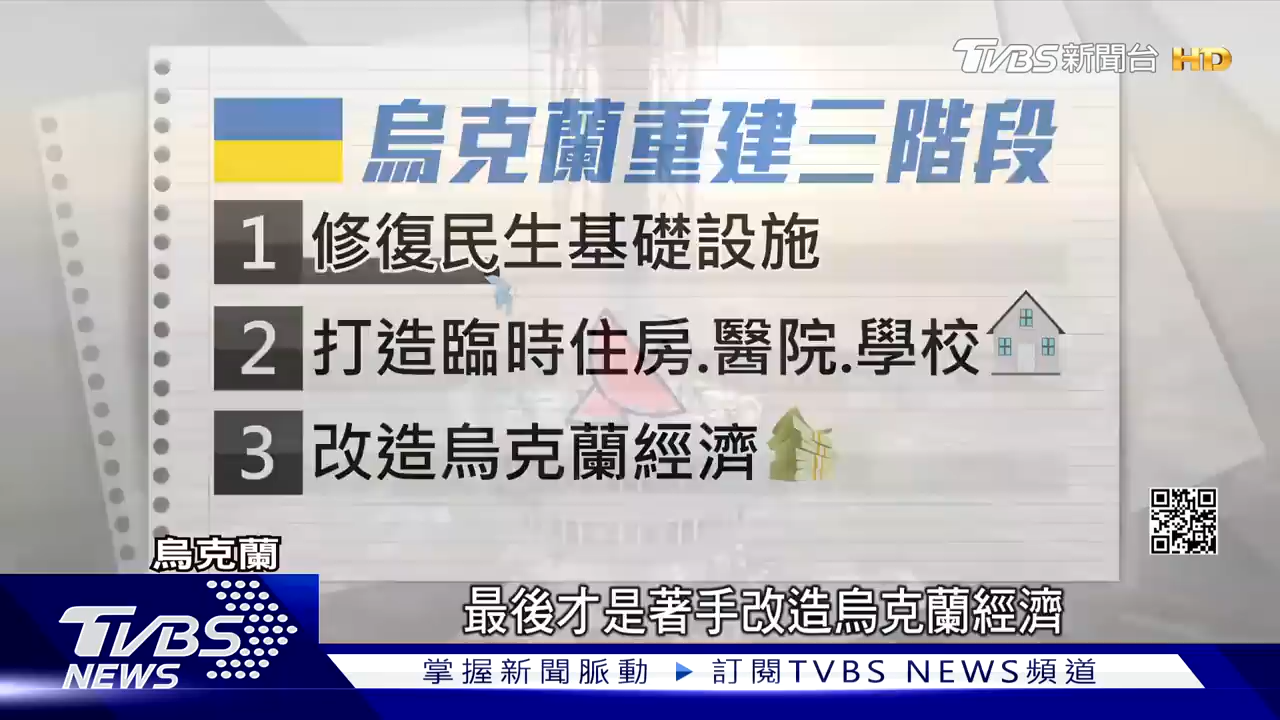 TVBS新聞台 HD
烏克蘭重建三階段
1 修復民生基礎設施
2 打造臨時住房.醫院.學校
3 改造烏克蘭經濟
烏克蘭
最後才是著手改造烏克蘭經濟
TVBS NEWS
掌握新聞脈動 ▶ 訂閱TVBS NEWS頻道